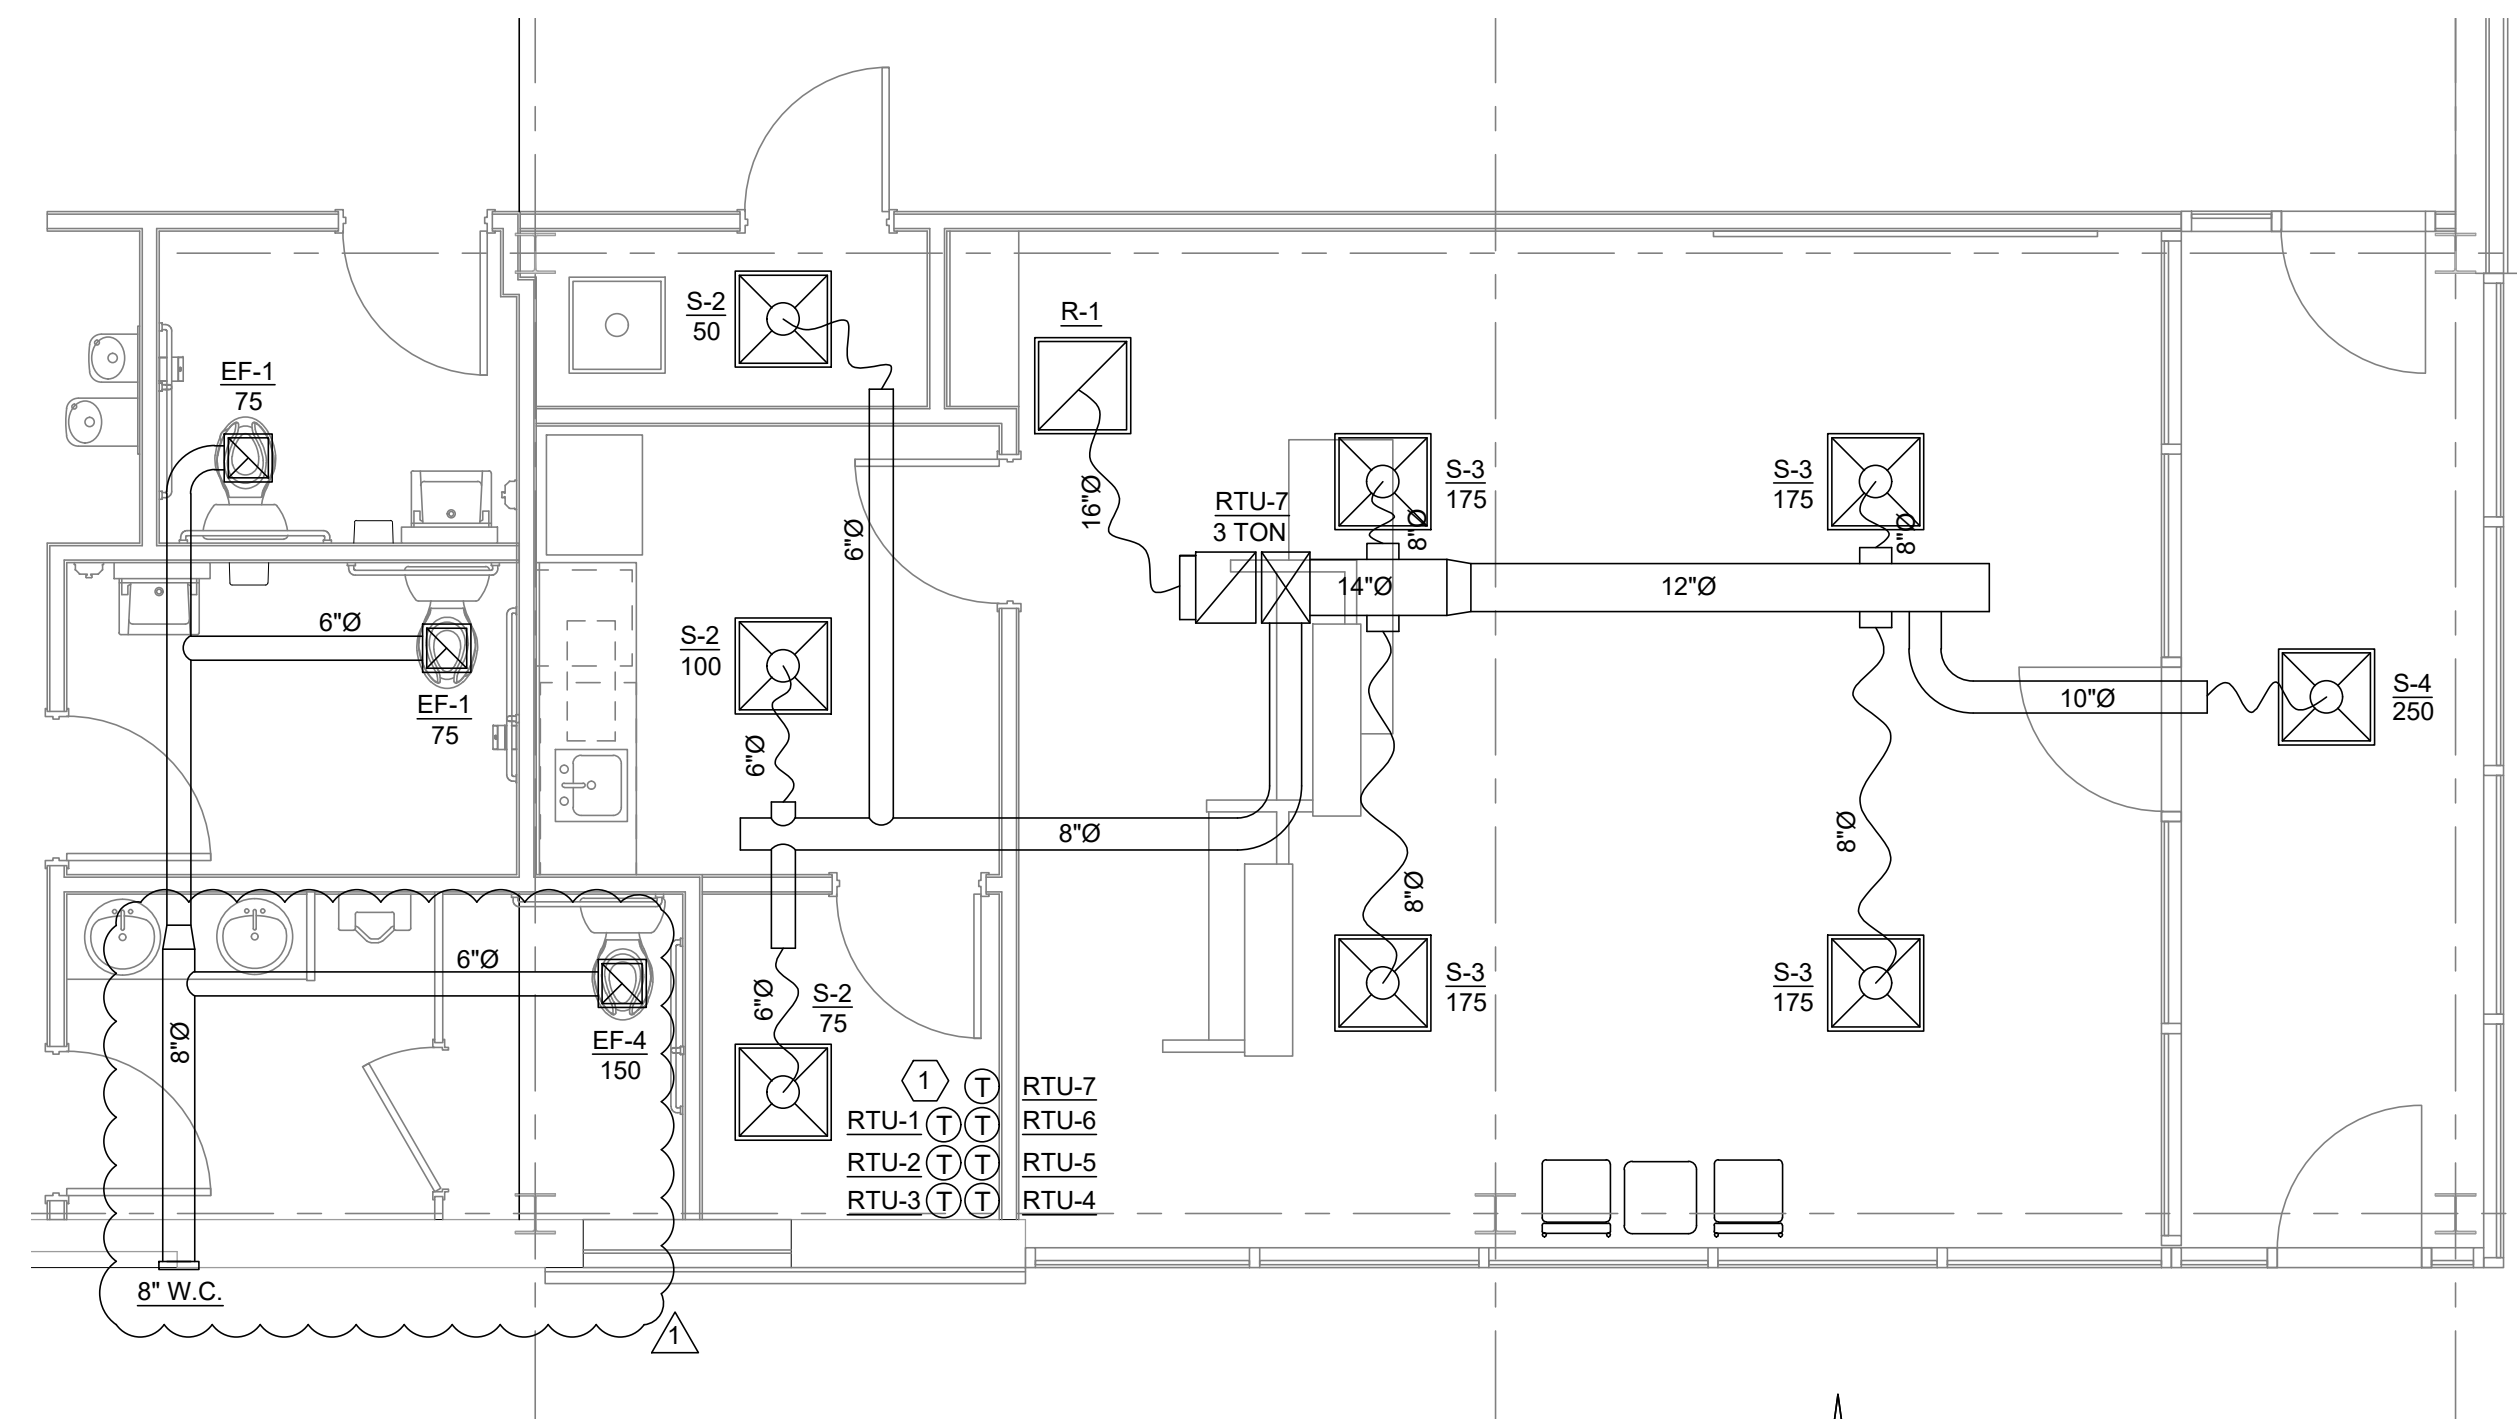 S-2
50
R-1
EF-1
75
S-3
175
S-3
175
16"Ø
RTU-7
3 TON
8"Ø
8"Ø
6"Ø
14"Ø
12"Ø
6"Ø
S-2
100
EF-1
75
10"Ø
S-4
250
6"Ø
8"Ø
8"Ø
8"Ø
6"Ø
S-3
175
S-3
175
6"Ø
S-2
75
8"Ø
EF-4
150
1
T
RTU-7
RTU-1
T
T
RTU-6
RTU-2
T
T
RTU-5
RTU-3
T
T
RTU-4
8" W.C.
1